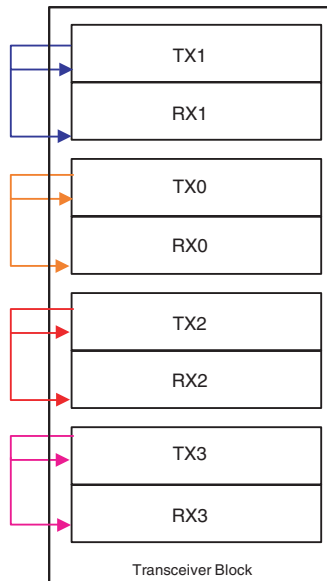 TX1
RX1
TX0
RX0
TX2
RX2
TX3
RX3
Transceiver Block